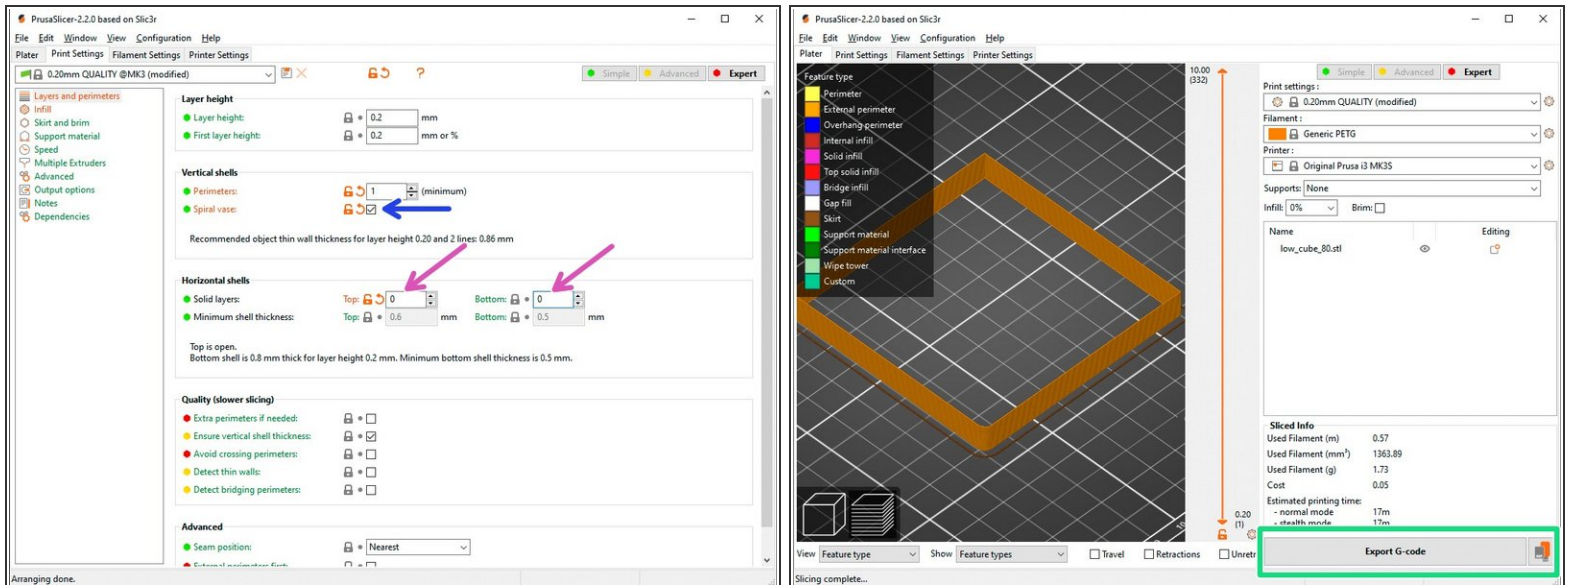 PrusaSlicer-2.2.0 based on Slic3r
File Edit Window View Configuration Help
Plater Print Settings Filament Settings Printer Settings
0.20mm QUALITY @MK3 (modified) ? Simple Advanced Expert
Layers and perimeters
Infill
Skirt and brim
Support material
Speed
Multiple Extruders
Advanced
Output options
Notes
Dependencies
Layer height
Layer height: 0.2 mm
First layer height: 0.2 mm or %
Vertical shells
Perimeters: 1 (minimum)
Spiral vase:
Recommended object thin wall thickness for layer height 0.20 and 2 lines: 0.86 mm
Horizontal shells
Solid layers: Top: 0 Bottom: 0
Minimum shell thickness: Top: 0.6 mm Bottom: 0.5 mm
Top is open.
Bottom shell is 0.8 mm thick for layer height 0.2 mm. Minimum bottom shell thickness is 0.5 mm.
Quality (slower slicing)
Extra perimeters if needed:
Ensure vertical shell thickness:
Avoid crossing perimeters:
Detect thin walls:
Detect bridging perimeters:
Advanced
Seam position: Nearest
External perimeters first:
Arranging done.
PrusaSlicer-2.2.0 based on Slic3r
File Edit Window View Configuration Help
Plater Print Settings Filament Settings Printer Settings
Feature type
Perimeter
External perimeter
Overhang perimeter
Internal infill
Solid infill
Top solid infill
Bridge infill
Gap fill
Skirt
Support material
Support material interface
Wipe tower
Custom
10.00
(332)
0.20
(1)
Simple Advanced Expert
Print settings :
0.20mm QUALITY (modified)
Filament :
Generic PETG
Printer :
Original Prusa i3 MK3S
Supports: None
Infill: 0% Brim:
Name Editing
low_cube_80.stl
Sliced Info
Used Filament (m) 0.57
Used Filament (mm³) 1363.89
Used Filament (g) 1.73
Cost 0.05
Estimated printing time:
- normal mode 17m
- stealth mode 17m
View Feature type Show Feature types Travel Retractions Unretr
Export G-code
Slicing complete...